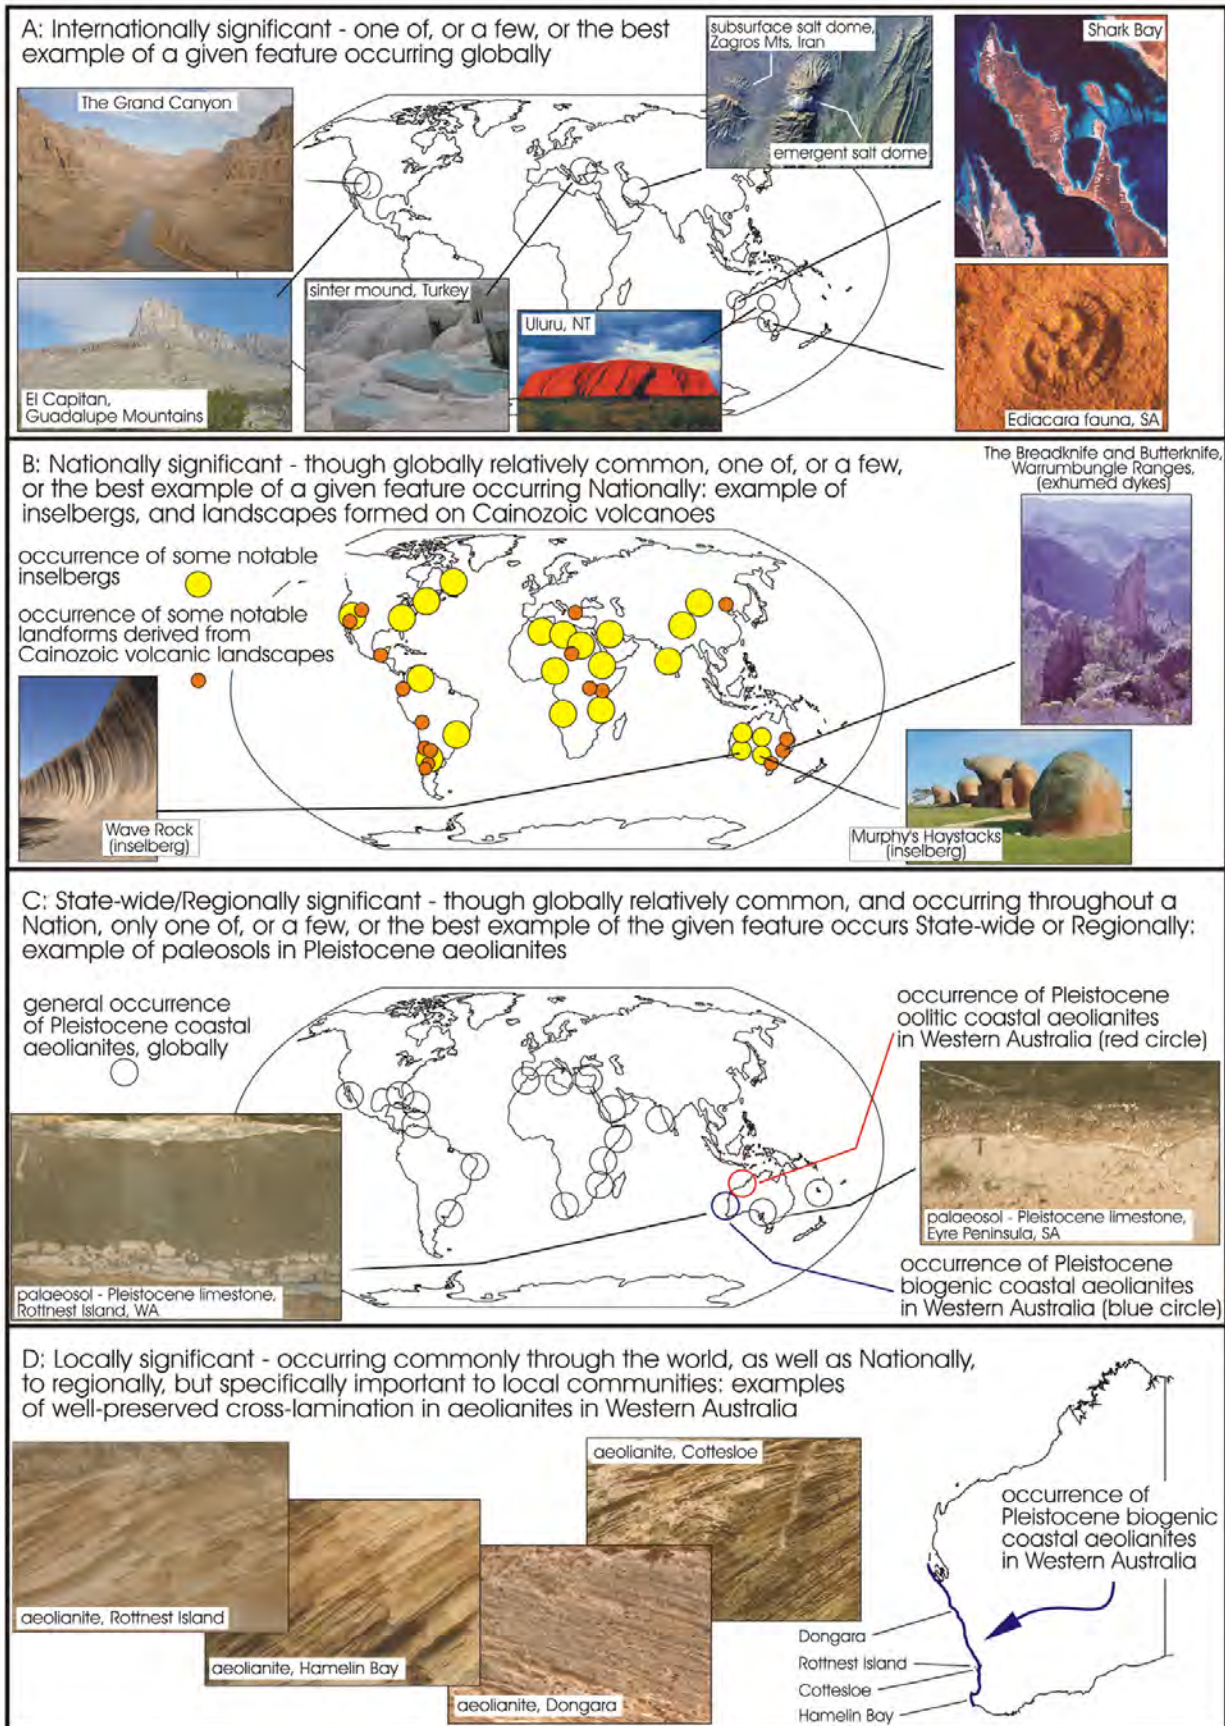 A: Internationally significant - one of, or a few, or the best
example of a given feature occurring globally
The Grand Canyon
subsurface salt dome,
Zagros Mts, Iran
emergent salt dome
Shark Bay
El Capitan,
Guadalupe Mountains
sinter mound, Turkey
Uluru, NT
Ediacara fauna, SA
B: Nationally significant - though globally relatively common, one of, or a few,
or the best example of a given feature occurring Nationally: example of
inselbergs, and landscapes formed on Cainozoic volcanoes
The Breadknife and Butterknife,
Warrumbungle Ranges,
(exhumed dykes)
occurrence of some notable
inselbergs
occurrence of some notable
landforms derived from
Cainozoic volcanic landscapes
Wave Rock
(inselberg)
Murphy's Haystacks
(inselberg)
C: State-wide/Regionally significant - though globally relatively common, and occurring throughout a
Nation, only one of, or a few, or the best example of the given feature occurs State-wide or Regionally:
example of paleosols in Pleistocene aeolianites
general occurrence
of Pleistocene coastal
aeolianites, globally
occurrence of Pleistocene
oolitic coastal aeolianites
in Western Australia (red circle)
palaeosol - Pleistocene limestone,
Rottnest Island, WA
palaeosol - Pleistocene limestone,
Eyre Peninsula, SA
occurrence of Pleistocene
biogenic coastal aeolianites
in Western Australia (blue circle)
D: Locally significant - occurring commonly through the world, as well as Nationally,
to regionally, but specifically important to local communities: examples
of well-preserved cross-lamination in aeolianites in Western Australia
aeolianite, Rottnest Island
aeolianite, Hamelin Bay
aeolianite, Dongara
aeolianite, Cottesloe
occurrence of
Pleistocene biogenic
coastal aeolianites
in Western Australia
Dongara
Rottnest Island
Cottesloe
Hamelin Bay